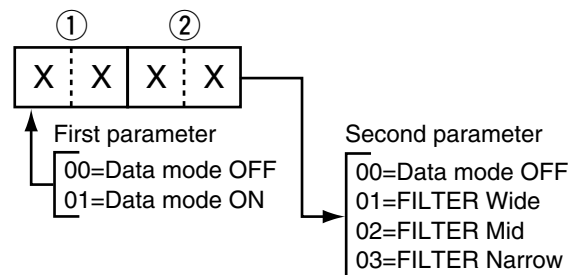 ① ②
X X X X
First parameter
00=Data mode OFF
01=Data mode ON
Second parameter
00=Data mode OFF
01=FILTER Wide
02=FILTER Mid
03=FILTER Narrow